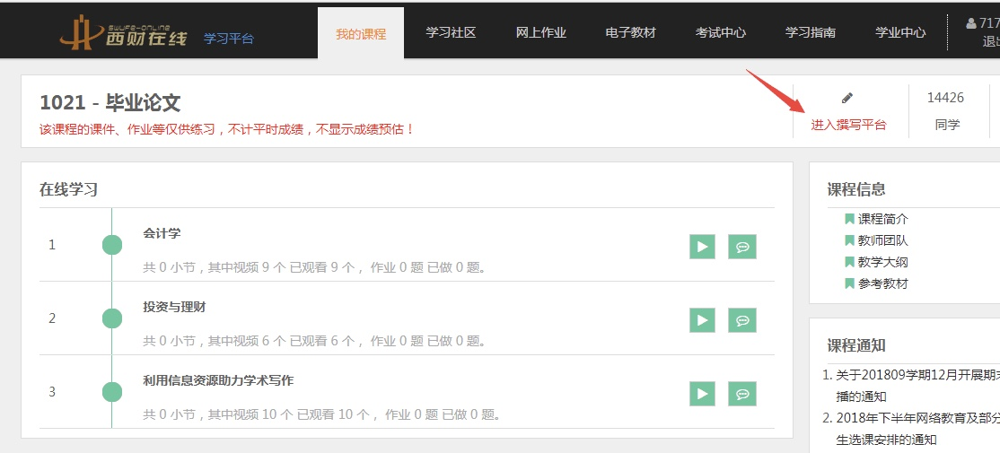 SWUFE-ONLINE
西财在线 学习平台
我的课程 学习社区 网上作业 电子教材 考试中心 学习指南 学业中心
717
退出
1021 - 毕业论文
该课程的课件、作业等仅供练习，不计平时成绩，不显示成绩预估！
进入撰写平台
14426
同学
在线学习
1
会计学
共 0 小节，其中视频 9 个 已观看 9 个 ， 作业 0 题 已做 0 题。
2
投资与理财
共 0 小节，其中视频 6 个 已观看 6 个 ， 作业 0 题 已做 0 题。
3
利用信息资源助力学术写作
共 0 小节，其中视频 10 个 已观看 10 个 ， 作业 0 题 已做 0 题。
课程信息
课程简介
教师团队
教学大纲
参考教材
课程通知
1. 关于201809学期12月开展期末
播的通知
2. 2018年下半年网络教育及部分
生选课安排的通知